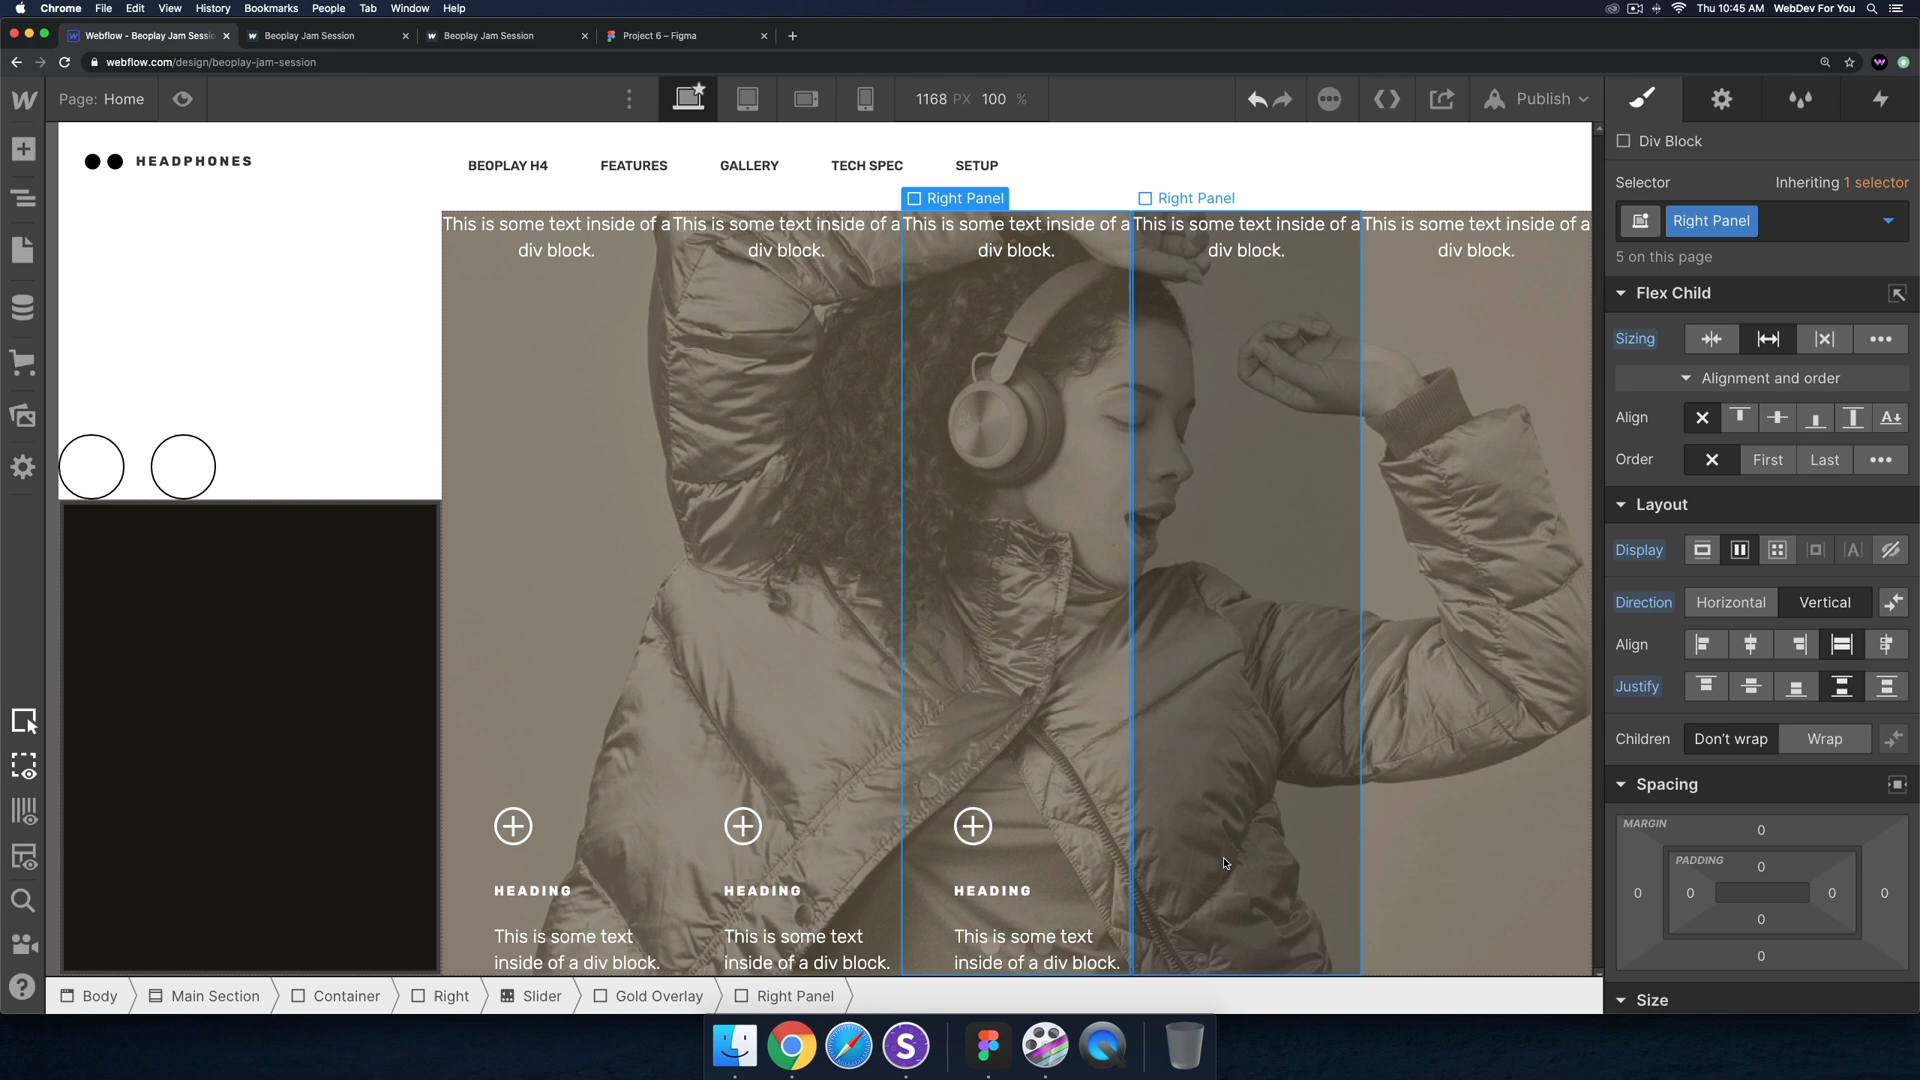 Chrome File Edit View History Bookmarks People Tab Window Help
Thu 10:45 AM WebDev For You
Webflow - Beoplay Jam Sessio
Beoplay Jam Session
Beoplay Jam Session
Project 6 – Figma
webflow.com/design/beoplay-jam-session
Page: Home
1168 PX 100 %
Publish
HEADPHONES
BEOPLAY H4 FEATURES GALLERY TECH SPEC SETUP
Right Panel
Right Panel
This is some text inside of a
div block.
This is some text inside of a
div block.
This is some text inside of a
div block.
This is some text inside of a
div block.
This is some text inside of a
div block.
HEADING
This is some text
inside of a div block.
HEADING
This is some text
inside of a div block.
HEADING
This is some text
inside of a div block.
Div Block
Selector Inheriting 1 selector
Right Panel
5 on this page
Flex Child
Sizing
Alignment and order
Align
Order First Last
Layout
Display
Direction Horizontal Vertical
Align
Justify
Children Don't wrap Wrap
Spacing
MARGIN
0
PADDING
0
0 0 0 0
0
0
Size
Body Main Section Container Right Slider Gold Overlay Right Panel